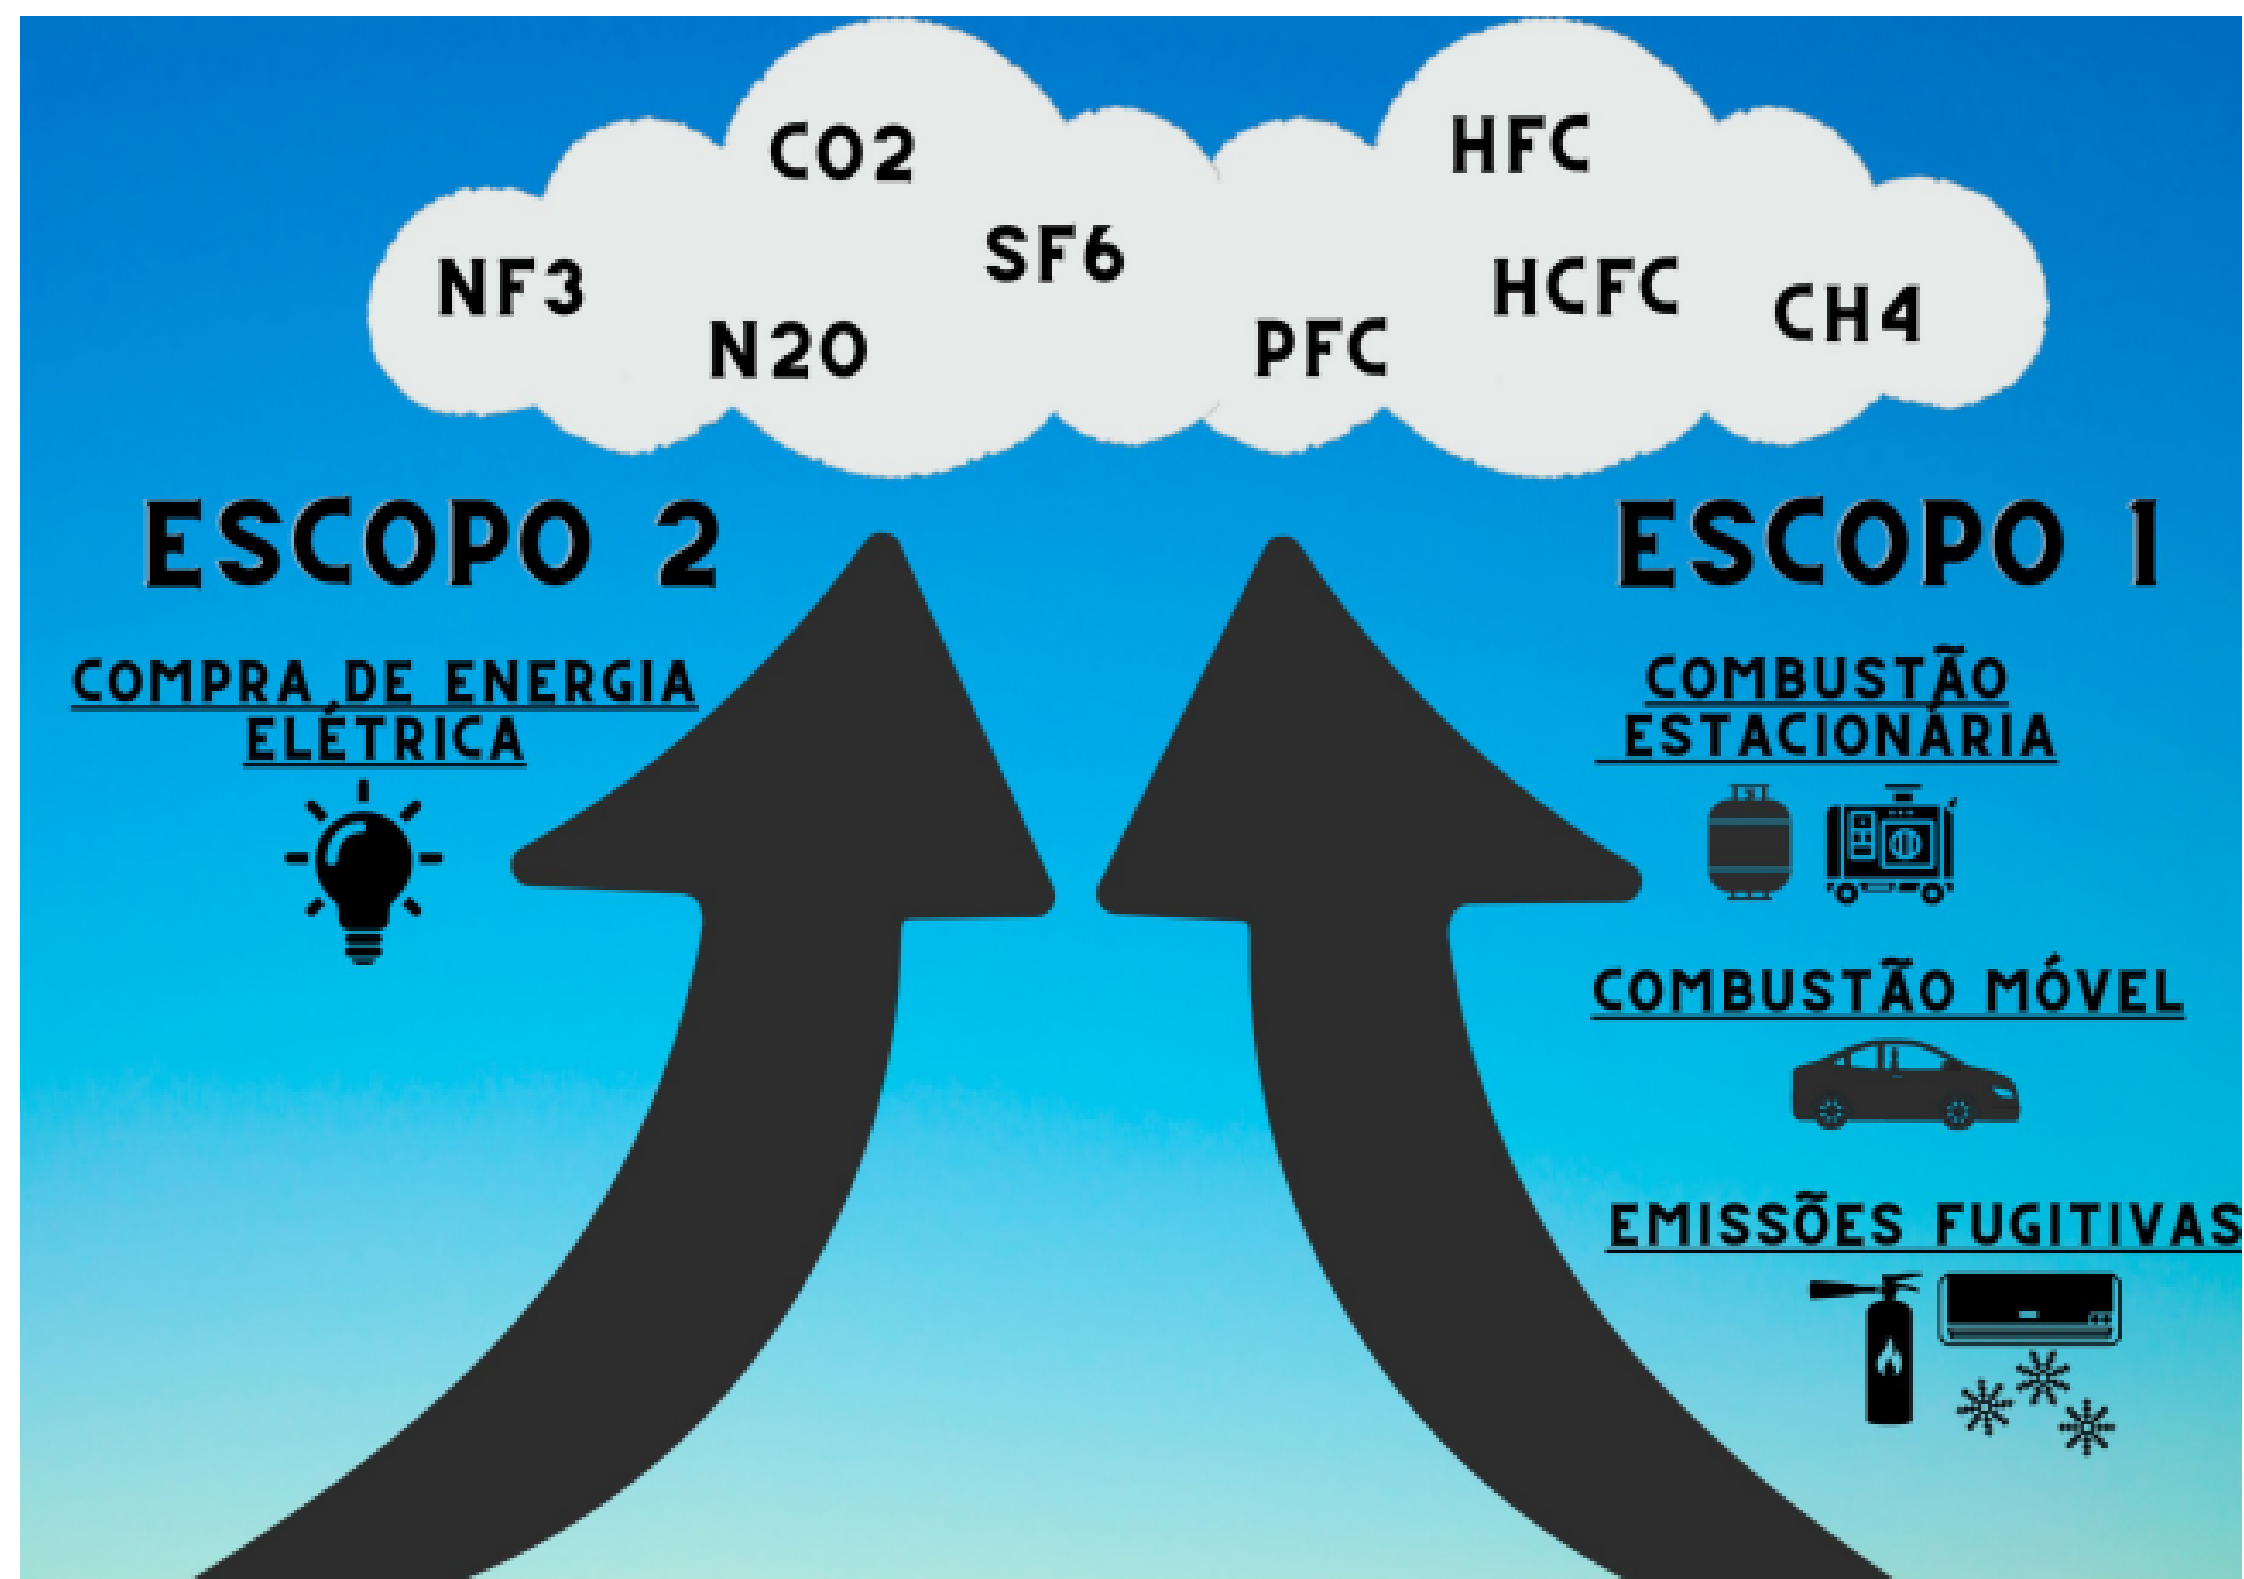 CO2
HFC
SF6
NF3
HCFC
CH4
N2O
PFC
ESCOPO 2
COMPRA DE ENERGIA
ELÉTRICA
ESCOPO 1
COMBUSTÃO
ESTACIONÁRIA
COMBUSTÃO MÓVEL
EMISSÕES FUGITIVAS